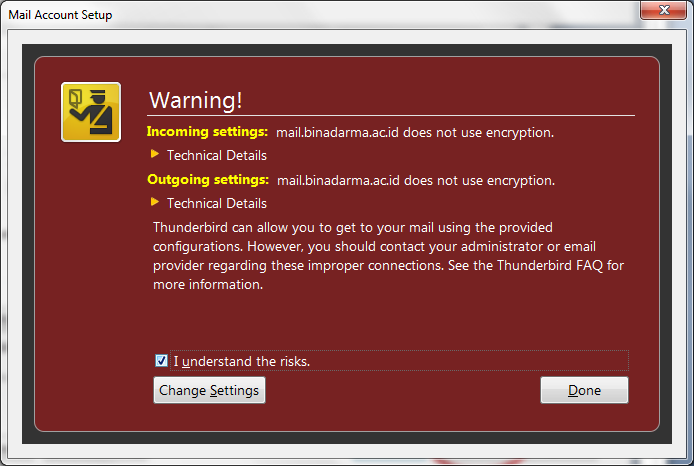 Mail Account Setup
Warning!
Incoming settings: mail.binadarma.ac.id does not use encryption.
Technical Details
Outgoing settings: mail.binadarma.ac.id does not use encryption.
Technical Details
Thunderbird can allow you to get to your mail using the provided
configurations. However, you should contact your administrator or email
provider regarding these improper connections. See the Thunderbird FAQ for
more information.
I understand the risks.
Change Settings
Done